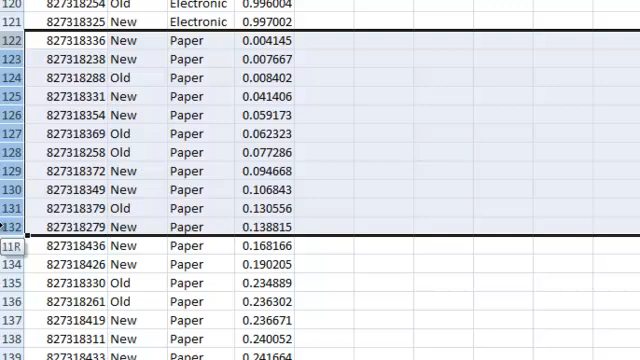 120 827318254 Old Electronic 0.996004
121 827318325 New Electronic 0.997002
122 827318336 New Paper 0.004145
123 827318238 New Paper 0.007667
124 827318288 Old Paper 0.008402
125 827318331 New Paper 0.041406
126 827318354 New Paper 0.059173
127 827318369 Old Paper 0.062323
128 827318258 Old Paper 0.077286
129 827318372 New Paper 0.094668
130 827318349 New Paper 0.106843
131 827318379 Old Paper 0.130556
132 827318279 New Paper 0.138815
11R 827318436 New Paper 0.168166
134 827318426 New Paper 0.190205
135 827318330 Old Paper 0.234889
136 827318261 Old Paper 0.236302
137 827318419 New Paper 0.236671
138 827318311 New Paper 0.240052
139 827318433 New Paper 0.241664